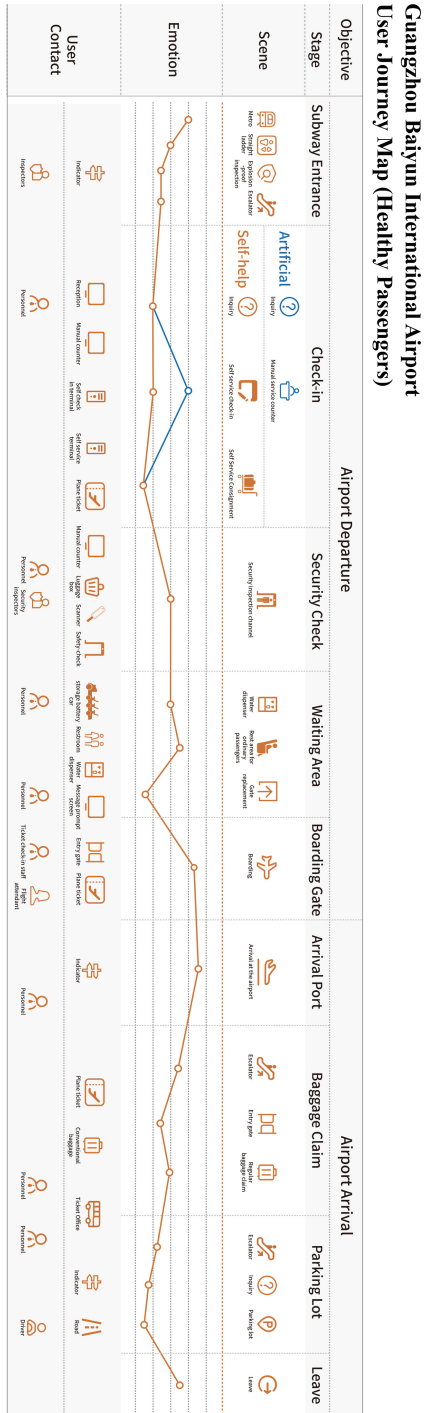 Guangzhou Baiyun International Airport
User Journey Map (Healthy Passengers)
Objective
Airport Departure
Airport Arrival
Stage
Subway Entrance
Check-in
Security Check
Waiting Area
Boarding Gate
Arrival Port
Baggage Claim
Parking Lot
Leave
Scene
Metro
Straight
ladder
Explosion
-proof
inspection
Escalator
Artificial
Inquiry
Manual service counter
Self-help
Inquiry
Self service check-in
Self Service Consignment
Security inspection channel
Water
dispenser
Rest area for
ordinary
passengers
Gate
replacement
Boarding
Arrival at the airport
Escalator
Entry gate
Regular
baggage claim
Escalator
Inquiry
Parking lot
Leave
Emotion
User
Contact
Indicator
Reception
Manual counter
Self check
in terminal
Self service
terminal
Plane ticket
Manual counter
Luggage
box
Scanner
Safety-check
storage battery
car
Restroom
Water
dispenser
Message prompt
screen
Entry gate
Plane ticket
Indicator
Plane ticket
Conventional
baggage
Ticket Office
Indicator
Road
Inspectors
Personnel
Personnel
Security
inspectors
Personnel
Personnel
Ticket check-in staff
Flight
attendant
Personnel
Personnel
Personnel
Driver